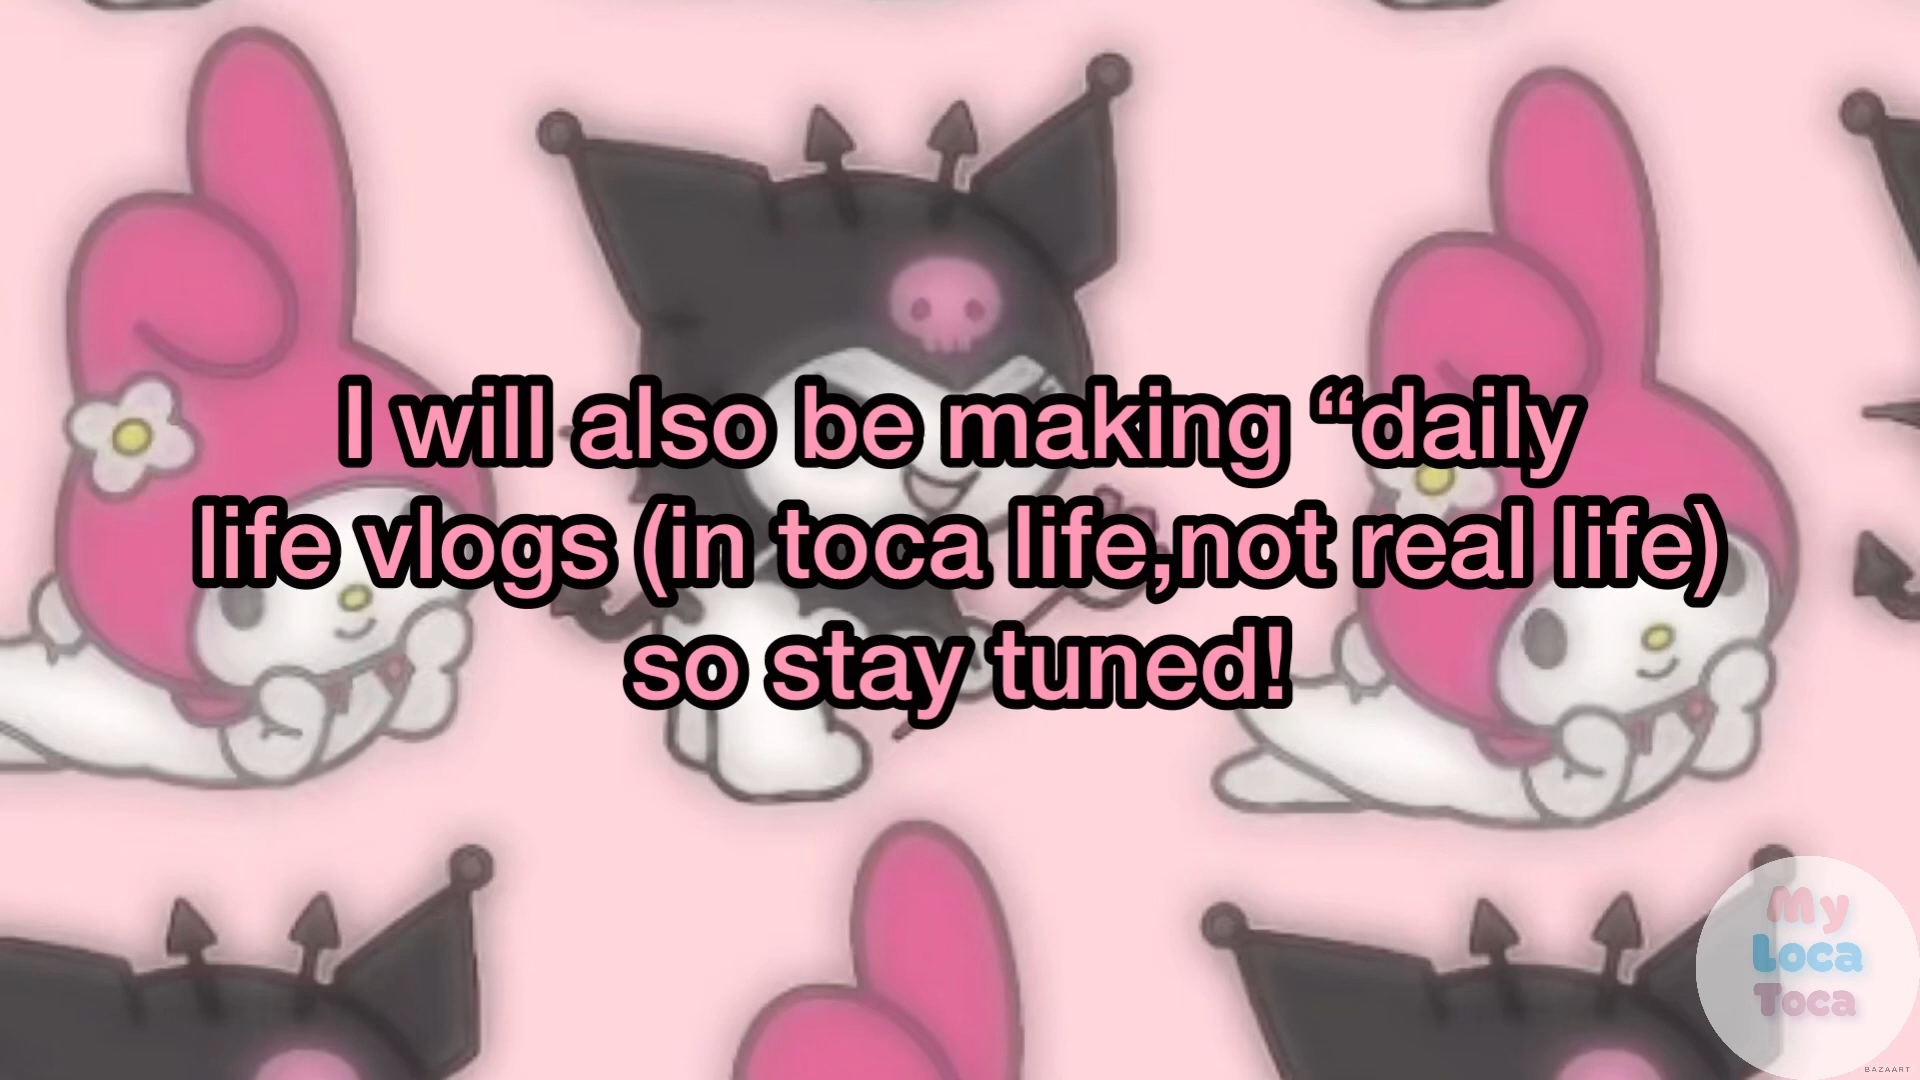 I will also be making “daily
life vlogs (in toca life,not real life)
so stay tuned!
My
Loca
Toca
BAZAART